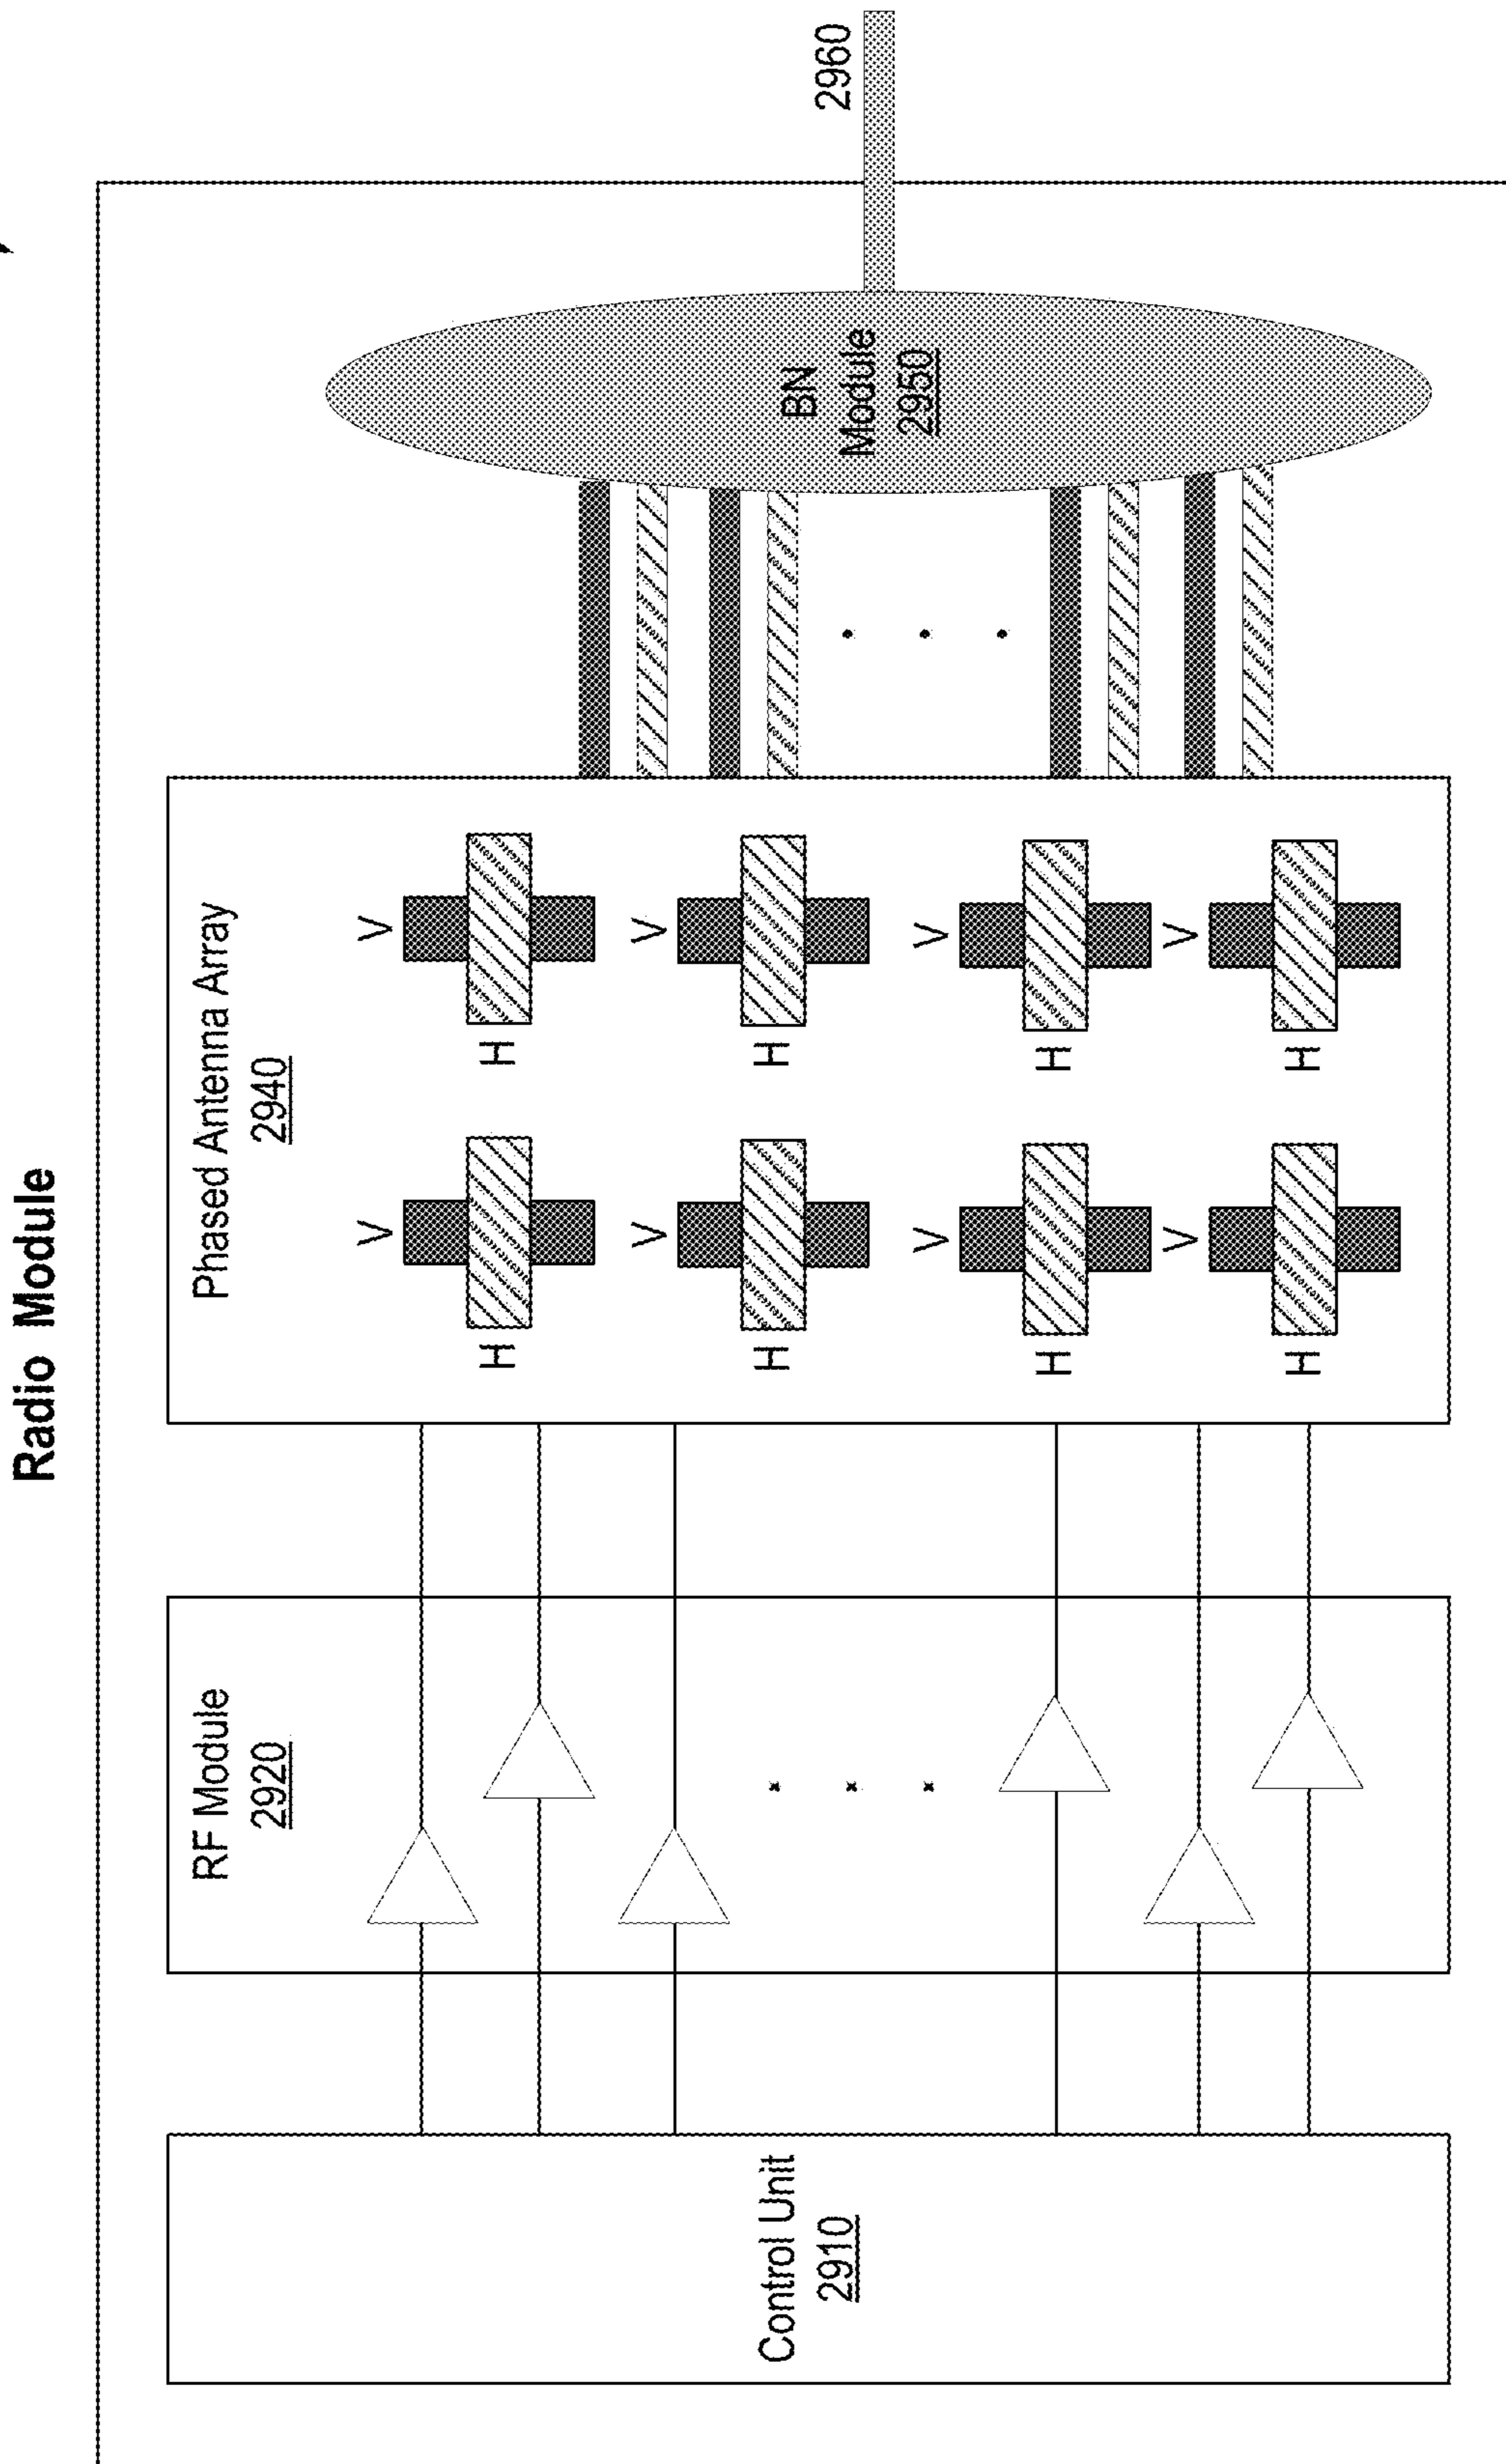 Radio Module
Control Unit
2910
RF Module
2920
Phased Antenna Array
2940
V
V
H
H
V
V
H
H
V
V
H
H
V
V
H
H
BN
Module
2950
2960